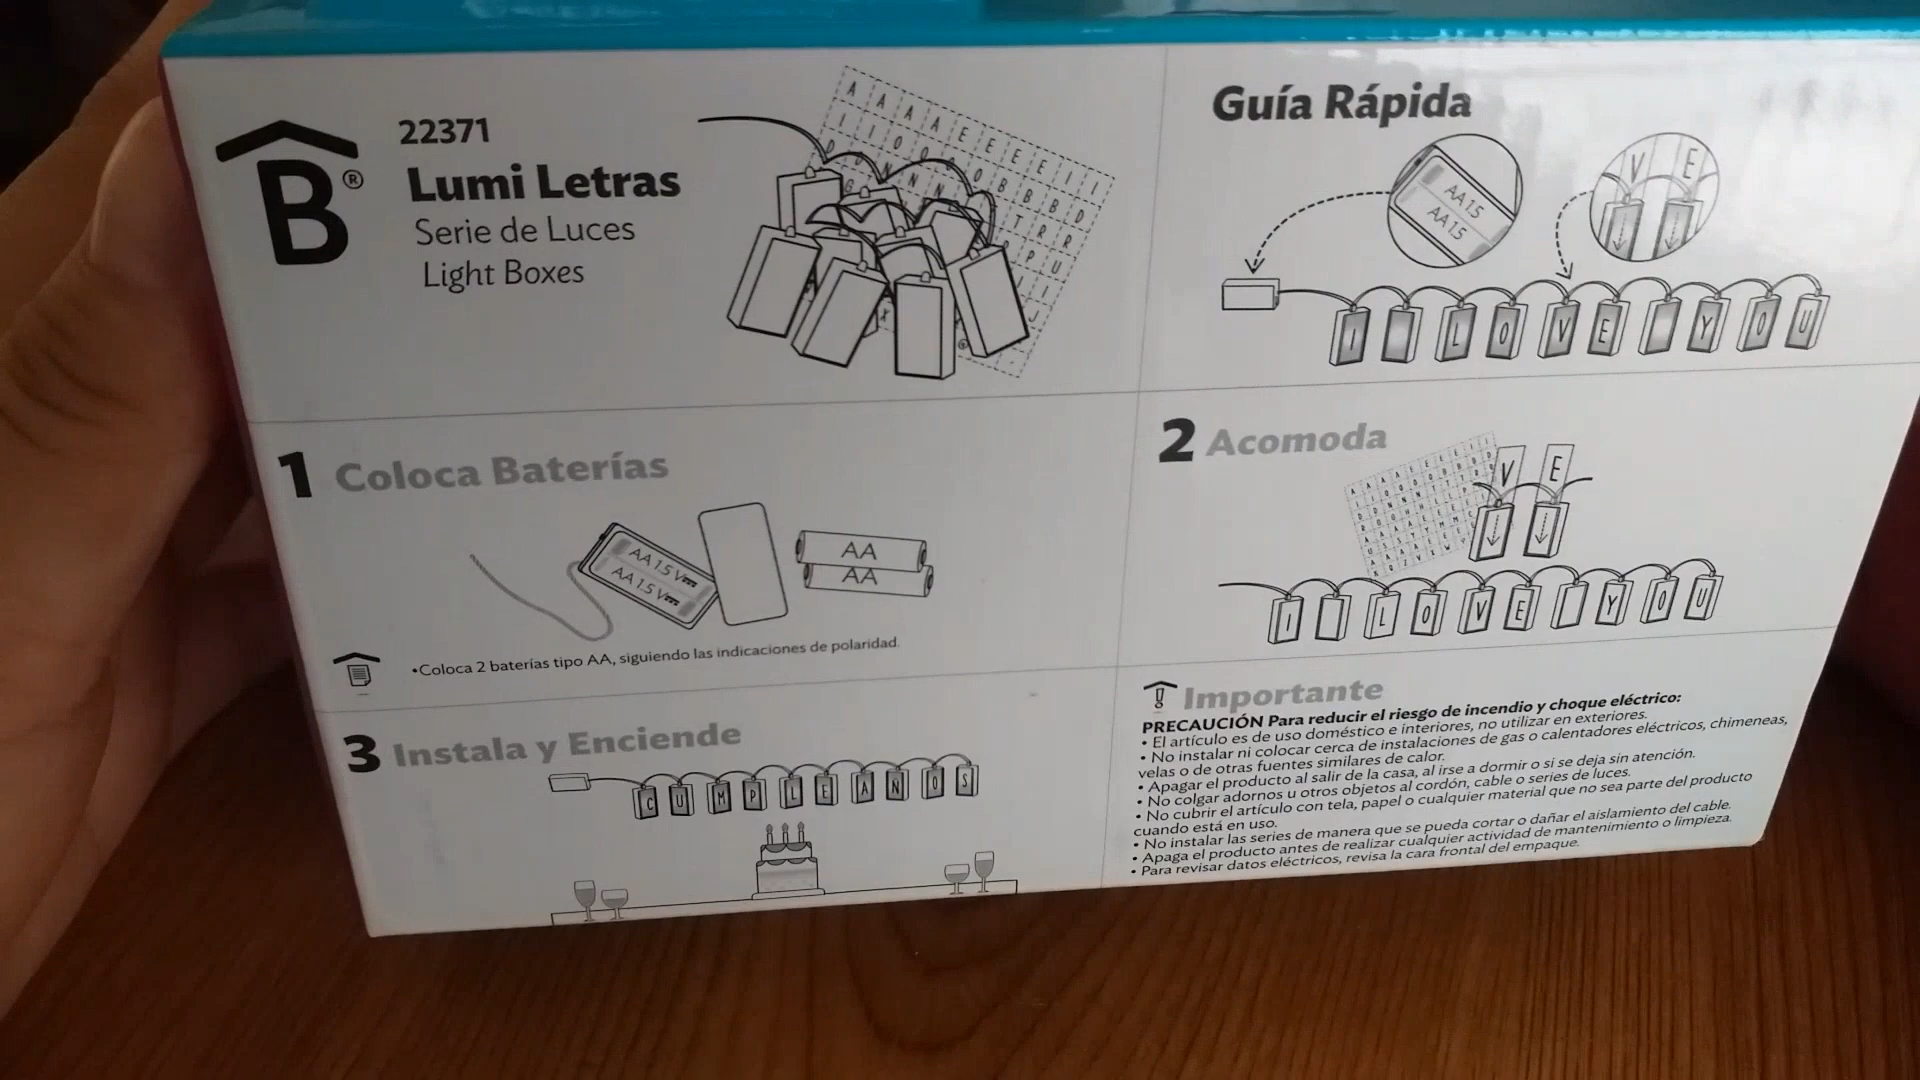 B®
22371
Lumi Letras
Serie de Luces
Light Boxes
Guía Rápida
AA 1.5
AA 1.5
V E
I LOVE YOU
1 Coloca Baterías
AA 1.5 V
AA 1.5 V
AA
AA
•Coloca 2 baterías tipo AA, siguiendo las indicaciones de polaridad.
2 Acomoda
V E
I LOVE YOU
3 Instala y Enciende
CUMPLEANOS
Importante
PRECAUCIÓN Para reducir el riesgo de incendio y choque eléctrico:
• El artículo es de uso doméstico e interiores, no utilizar en exteriores.
• No instalar ni colocar cerca de instalaciones de gas o calentadores eléctricos, chimeneas,
velas o de otras fuentes similares de calor.
• Apagar el producto al salir de la casa, al irse a dormir o si se deja sin atención.
• No colgar adornos u otros objetos al cordón, cable o series de luces.
• No cubrir el artículo con tela, papel o cualquier material que no sea parte del producto
cuando está en uso.
• No instalar las series de manera que se pueda cortar o dañar el aislamiento del cable.
• Apaga el producto antes de realizar cualquier actividad de mantenimiento o limpieza.
• Para revisar datos eléctricos, revisa la cara frontal del empaque.